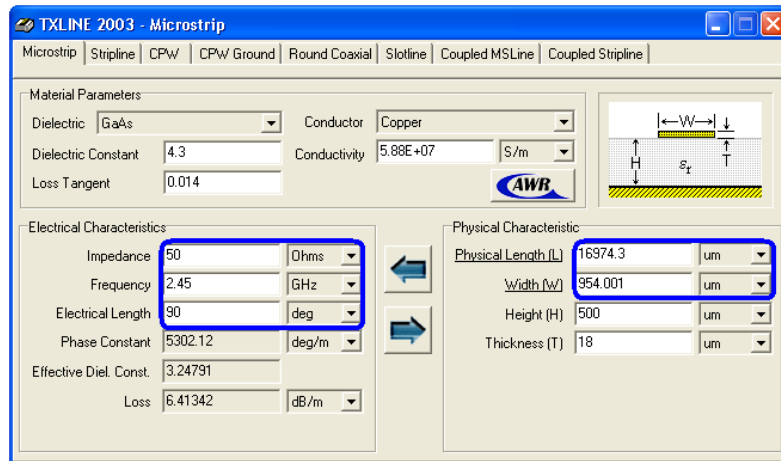 TXLINE 2003 - Microstrip
Microstrip Stripline CPW CPW Ground Round Coaxial Slotline Coupled MSLine Coupled Stripline
Material Parameters
Dielectric GaAs Conductor Copper
Dielectric Constant 4.3 Conductivity 5.88E+07 S/m
Loss Tangent 0.014 AWR
W
H εr T
Electrical Characteristics
Impedance 50 Ohms
Frequency 2.45 GHz
Electrical Length 90 deg
Phase Constant 5302.12 deg/m
Effective Diel. Const. 3.24791
Loss 6.41342 dB/m
Physical Characteristic
Physical Length (L) 16974.3 um
Width (W) 954.001 um
Height (H) 500 um
Thickness (T) 18 um